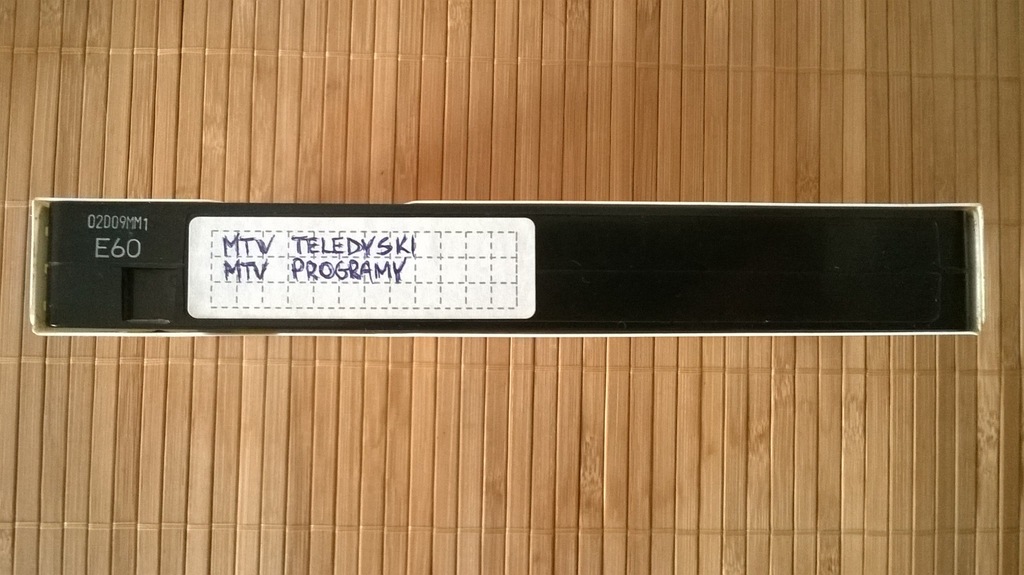 02D09MM1
E60
MTV TELEDYSKI
MTV PROGRAMY